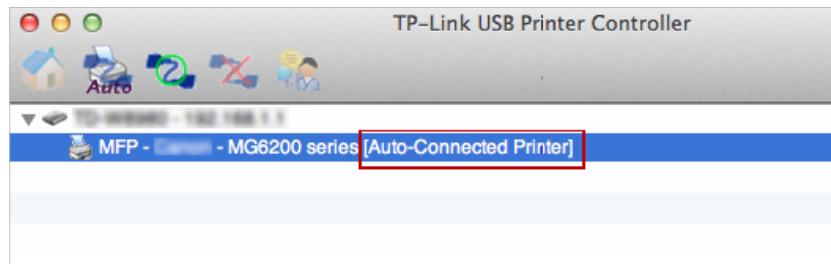 TP-Link USB Printer Controller
Auto
MFP - - MG6200 series [Auto-Connected Printer]